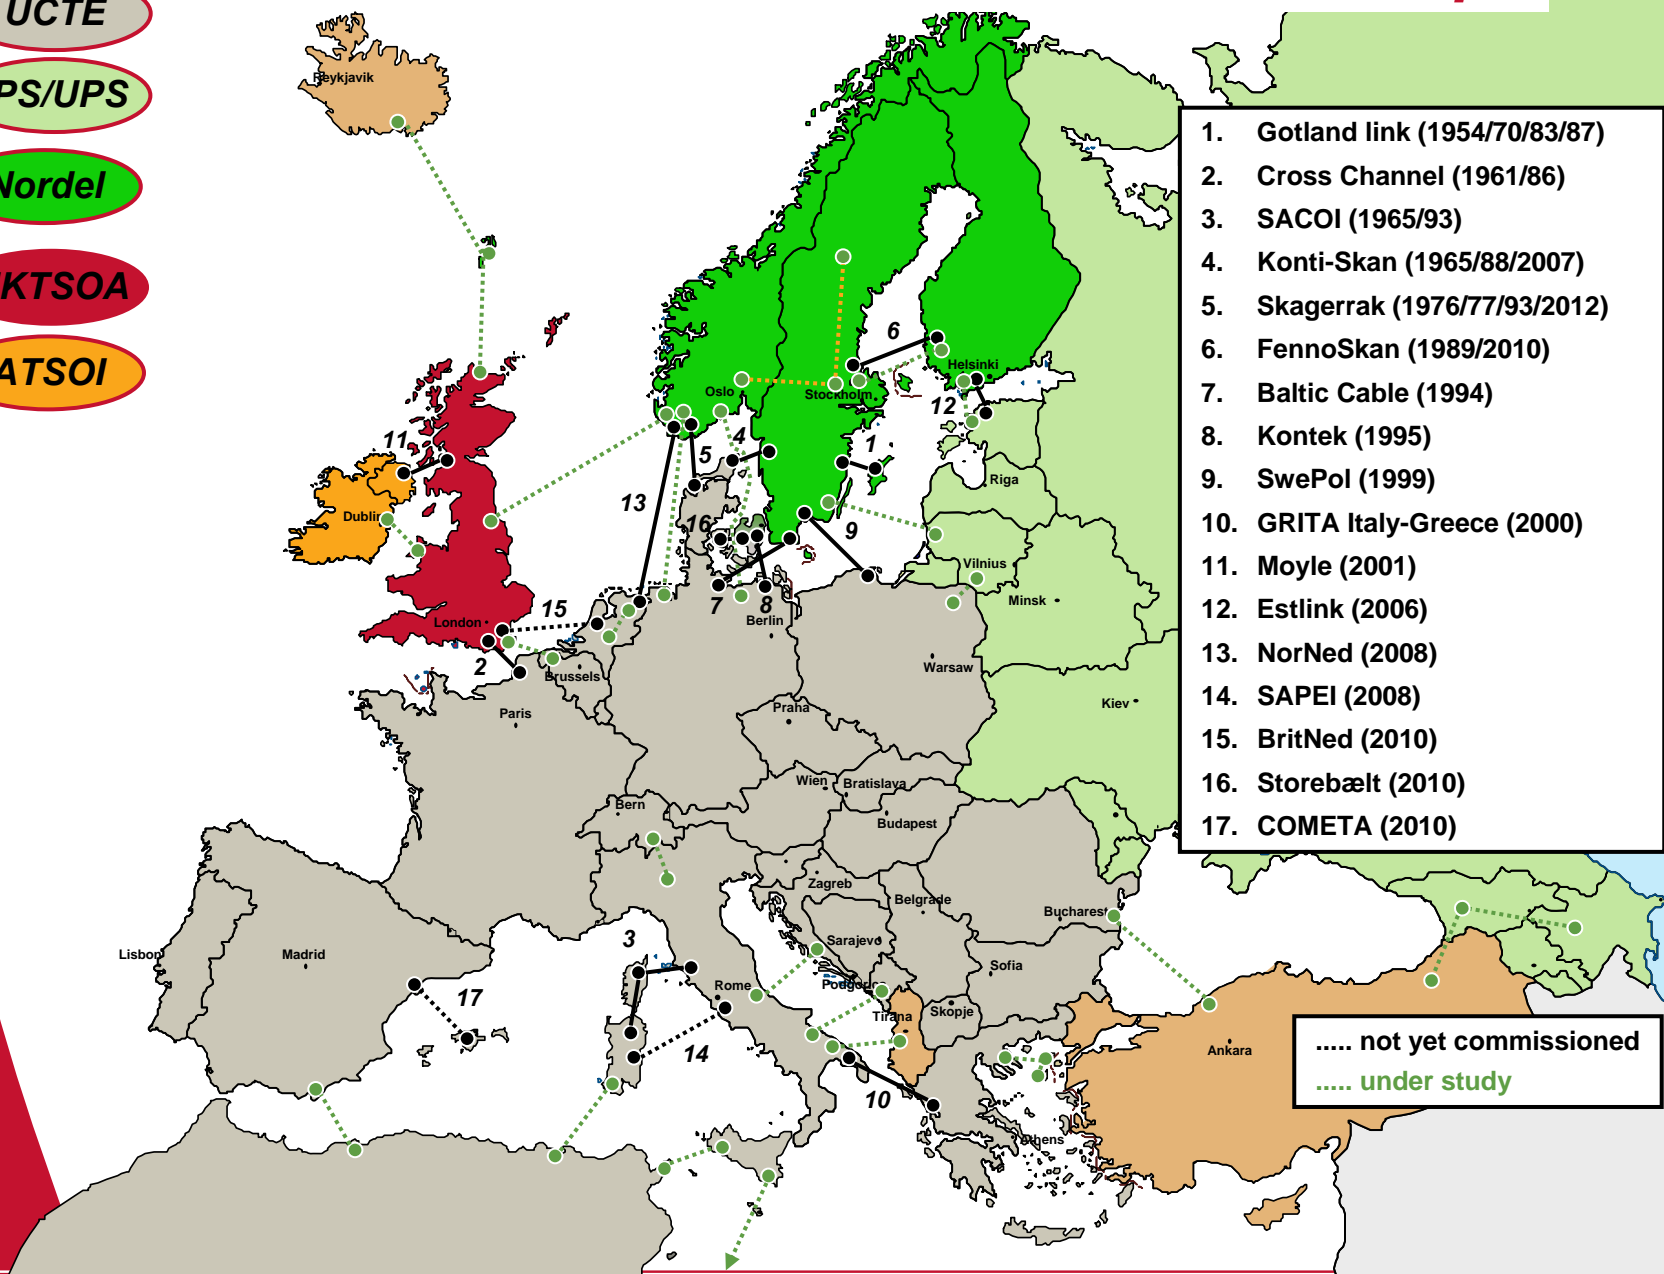 UCTE
PS/UPS
Nordel
KTSOA
ATSOI
1. Gotland link (1954/70/83/87)
2. Cross Channel (1961/86)
3. SACOI (1965/93)
4. Konti-Skan (1965/88/2007)
5. Skagerrak (1976/77/93/2012)
6. FennoSkan (1989/2010)
7. Baltic Cable (1994)
8. Kontek (1995)
9. SwePol (1999)
10. GRITA Italy-Greece (2000)
11. Moyle (2001)
12. Estlink (2006)
13. NorNed (2008)
14. SAPEI (2008)
15. BritNed (2010)
16. Storebælt (2010)
17. COMETA (2010)
..... not yet commissioned
..... under study
Reykjavik
6
Helsinki
Oslo
Stockholm
12
11
4
1
5
Riga
13
Dublin
16
9
Vilnius
Minsk
15
7
8
London
Berlin
2
Brussels
Warsaw
Paris
Praha
Kiev
Wien
Bratislava
Bern
Budapest
Zagreb
Belgrade
Bucharest
Lisbon
Madrid
3
Sarajevo
Sofia
Rome
Podgorica
17
Tirana
Skopje
14
Ankara
10
Athens